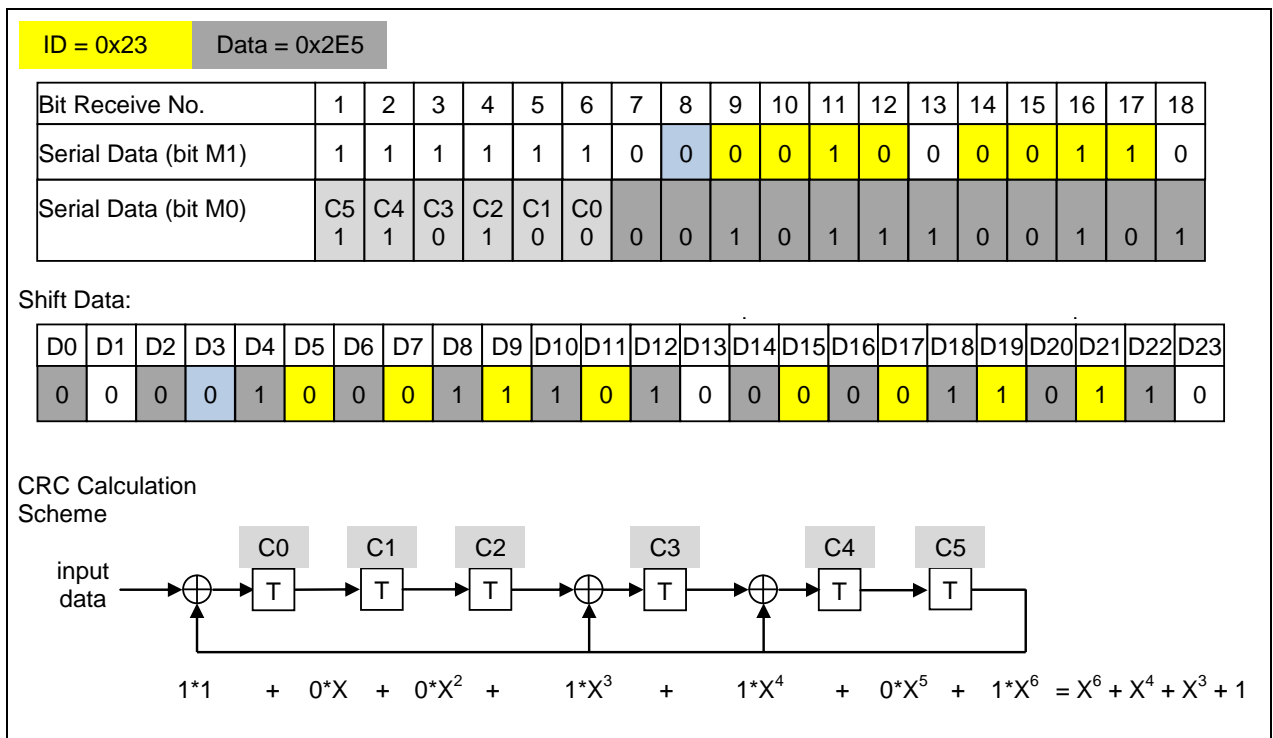 ID = 0x23 Data = 0x2E5
Bit Receive No. 1 2 3 4 5 6 7 8 9 10 11 12 13 14 15 16 17 18
Serial Data (bit M1) 1 1 1 1 1 1 0 0 0 0 1 0 0 0 0 1 1 0
Serial Data (bit M0) C5 C4 C3 C2 C1 C0
1 1 0 1 0 0 0 0 1 0 1 1 1 0 0 1 0 1
Shift Data:
D0 D1 D2 D3 D4 D5 D6 D7 D8 D9 D10 D11 D12 D13 D14 D15 D16 D17 D18 D19 D20 D21 D22 D23
0 0 0 0 1 0 0 0 1 1 1 0 1 0 0 0 0 0 1 1 0 1 1 0
CRC Calculation
Scheme
C0 C1 C2 C3 C4 C5
input
data
T T T T T T
1*1 + 0*X + 0*X² + 1*X³ + 1*X⁴ + 0*X⁵ + 1*X⁶ = X⁶ + X⁴ + X³ + 1